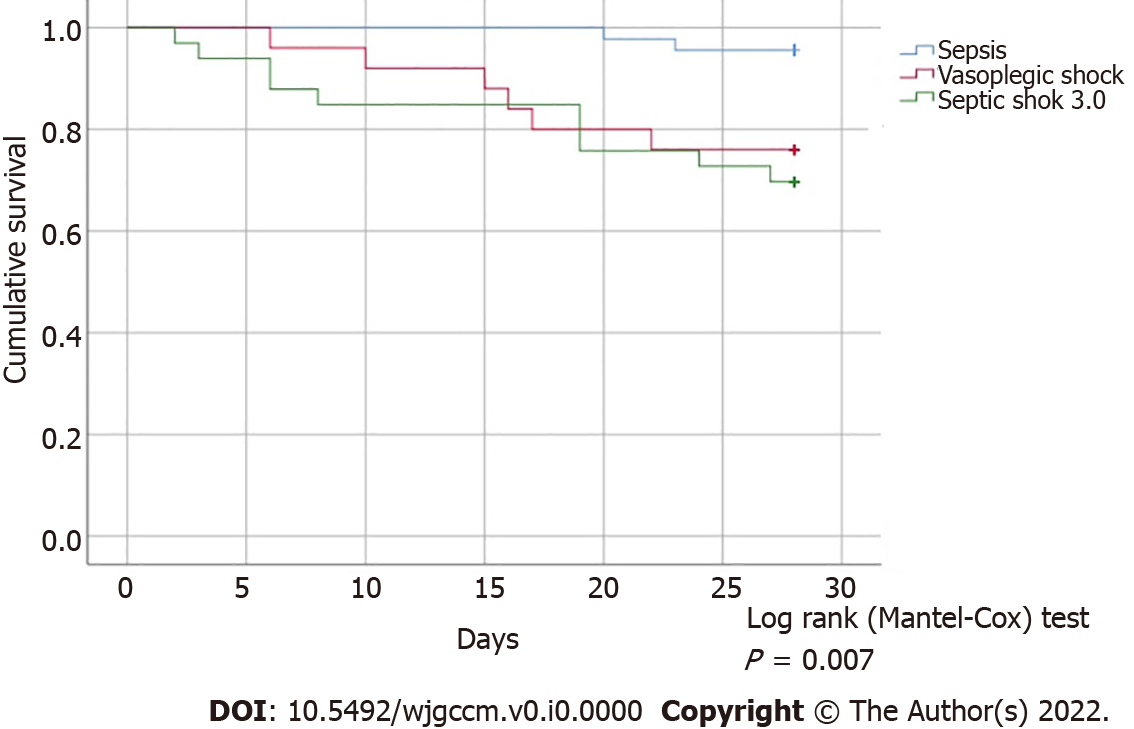 1.0
0.8
0.6
0.4
0.2
0.0
Cumulative survival
0 5 10 15 20 25 30
Days
Sepsis
Vasoplegic shock
Septic shok 3.0
Log rank (Mantel-Cox) test
P = 0.007
DOI: 10.5492/wjgccm.v0.i0.0000 Copyright © The Author(s) 2022.